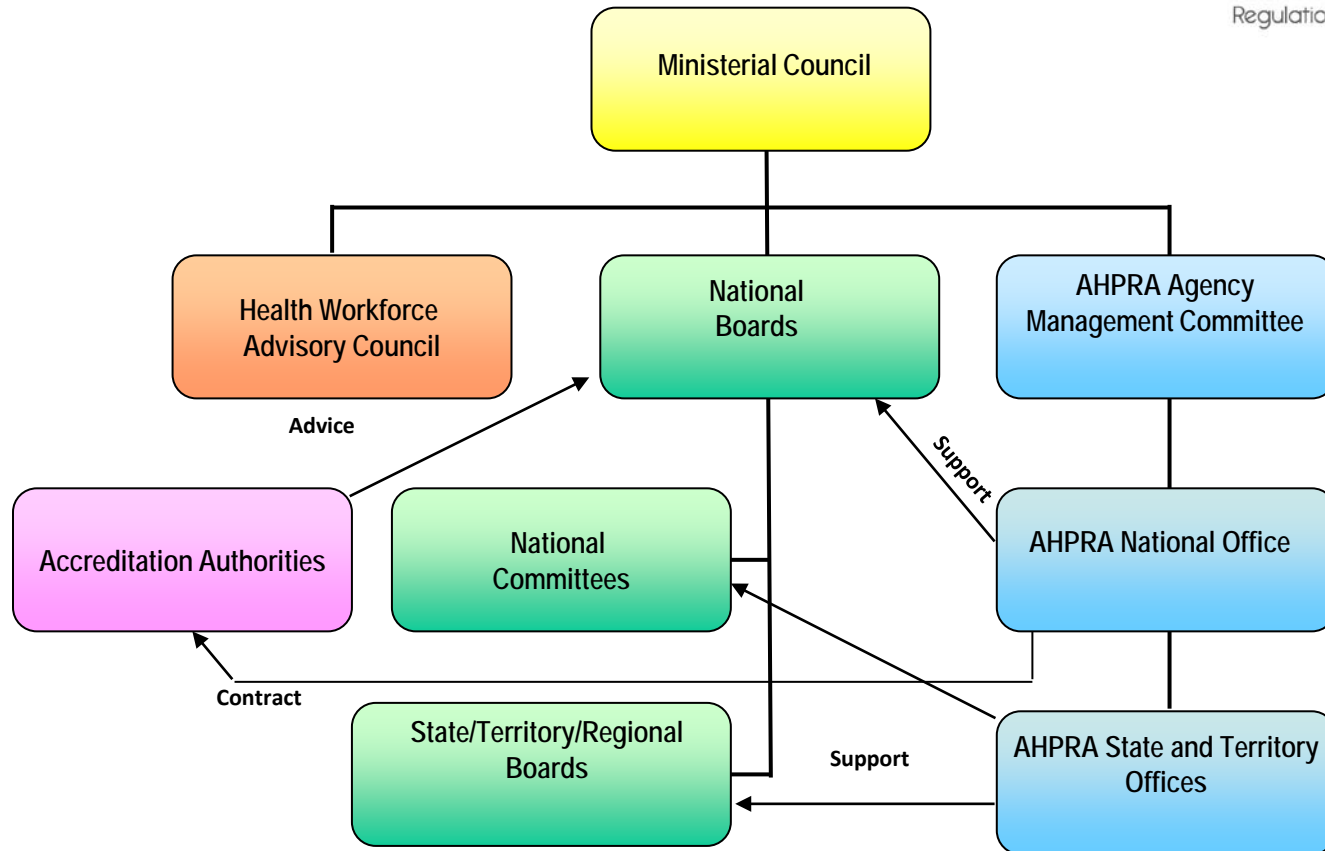 Regulatio
Ministerial Council
Health Workforce
Advisory Council
National
Boards
AHPRA Agency
Management Committee
Advice
Support
Accreditation Authorities
National
Committees
AHPRA National Office
Contract
State/Territory/Regional
Boards
Support
AHPRA State and Territory
Offices